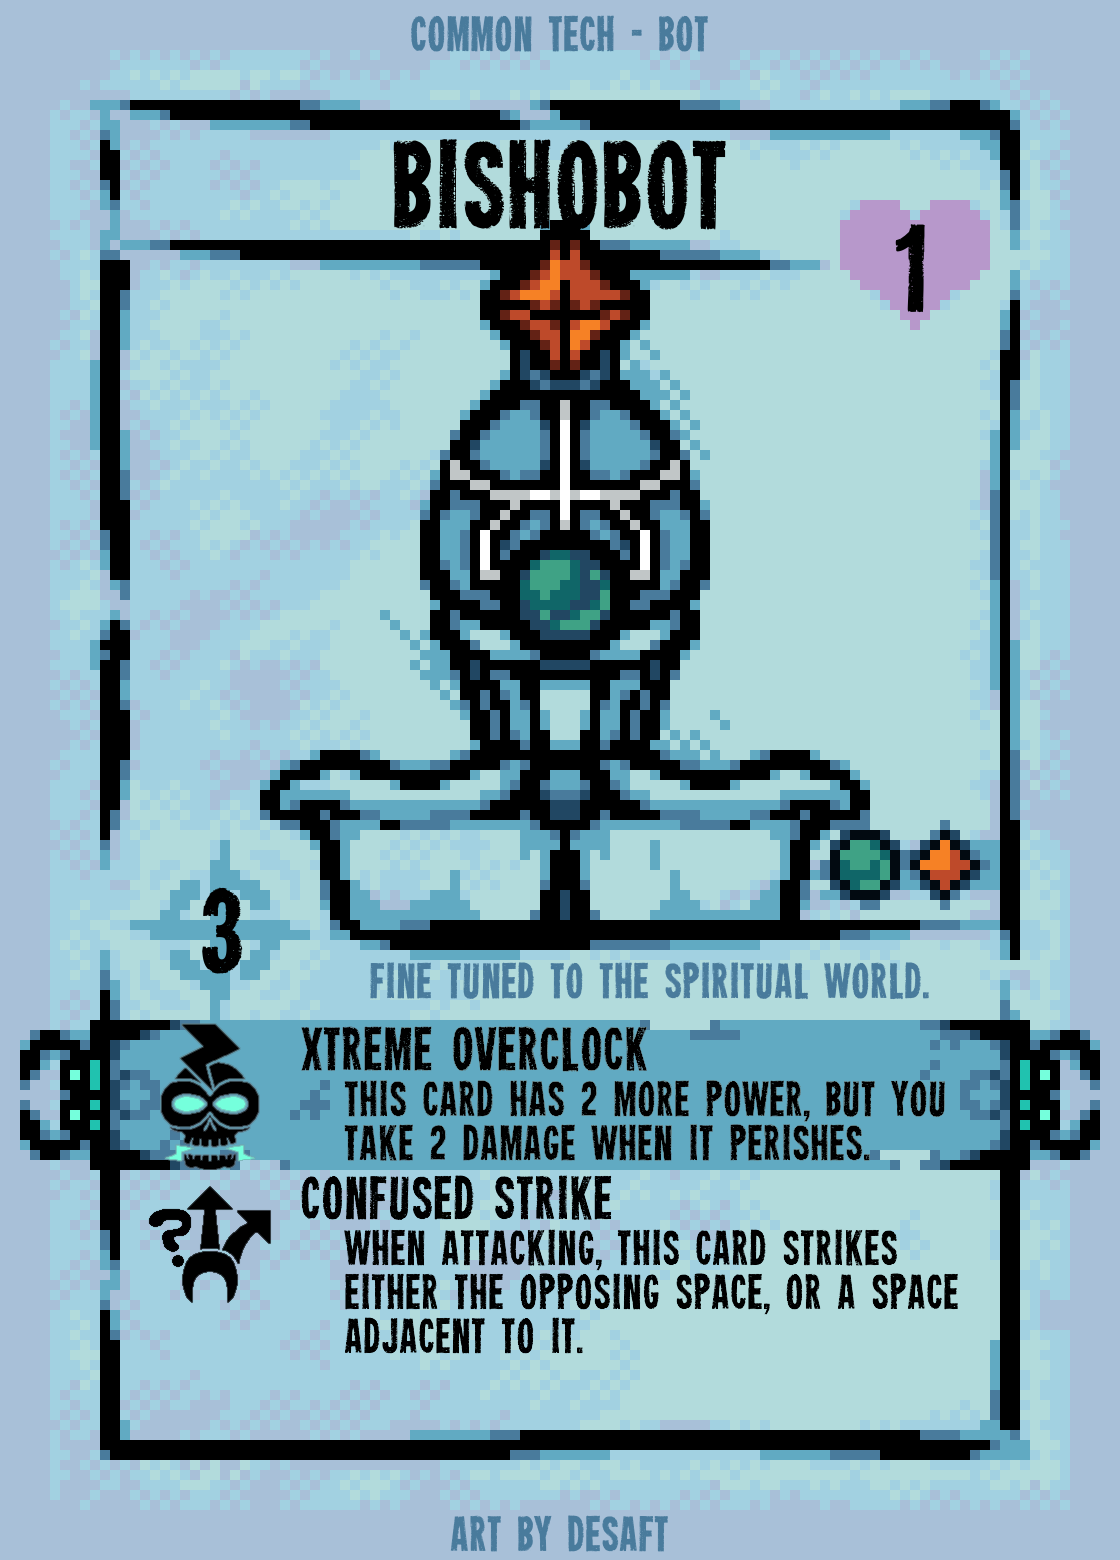 COMMON TECH - BOT
BISHOBOT
1
3
FINE TUNED TO THE SPIRITUAL WORLD.
XTREME OVERCLOCK
THIS CARD HAS 2 MORE POWER, BUT YOU
TAKE 2 DAMAGE WHEN IT PERISHES.
?
CONFUSED STRIKE
WHEN ATTACKING, THIS CARD STRIKES
EITHER THE OPPOSING SPACE, OR A SPACE
ADJACENT TO IT.
ART BY DESAFT